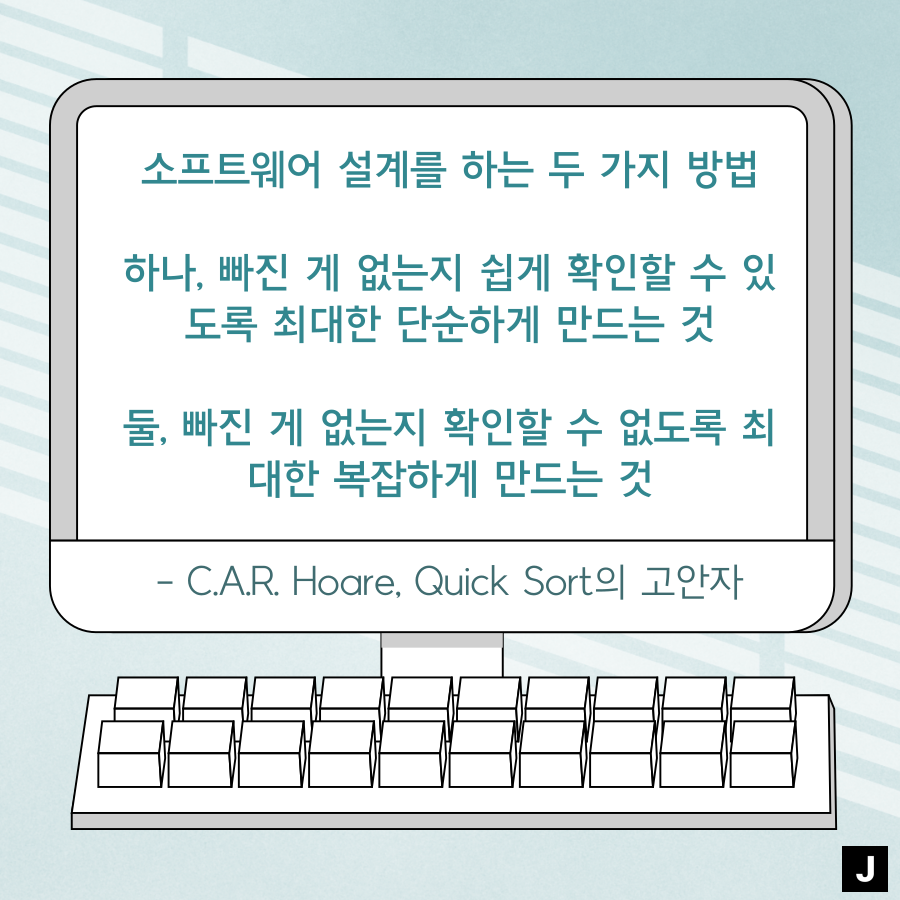 소프트웨어 설계를 하는 두 가지 방법
하나, 빠진 게 없는지 쉽게 확인할 수 있
도록 최대한 단순하게 만드는 것
둘, 빠진 게 없는지 확인할 수 없도록 최
대한 복잡하게 만드는 것
- C.A.R. Hoare, Quick Sort의 고안자
J